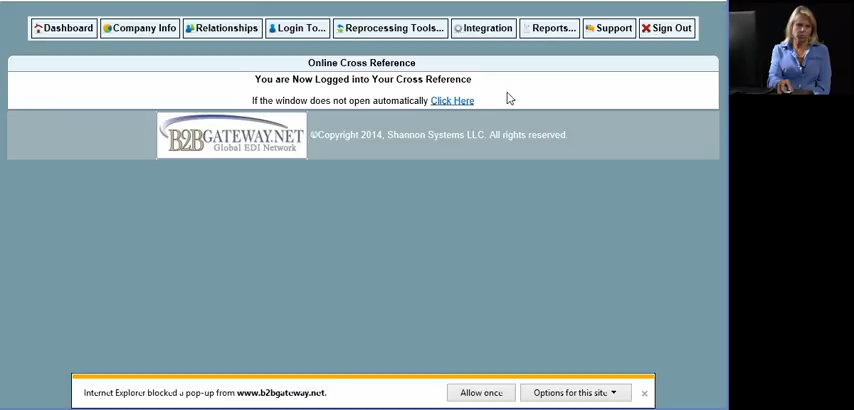 Dashboard Company Info Relationships Login To... Reprocessing Tools... Integration Reports... Support Sign Out
Online Cross Reference
You are Now Logged into Your Cross Reference
If the window does not open automatically Click Here
B2BGATEWAY.NET
Global EDI Network
©Copyright 2014, Shannon Systems LLC. All rights reserved.
Internet Explorer blocked a pop-up from www.b2bgateway.net. Allow once Options for this site